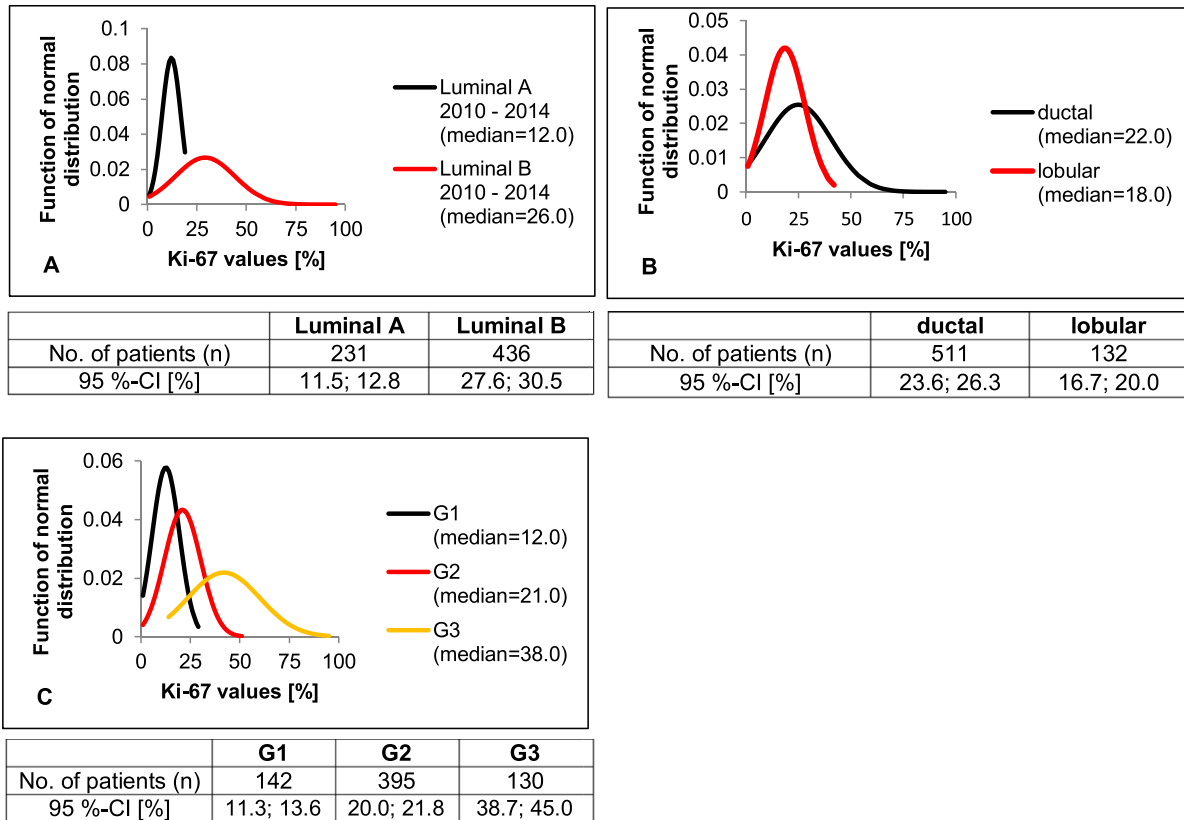 0.1
0.08
0.06
0.04
0.02
0
0 25 50 75 100
Function of normal
distribution
Ki-67 values [%]
Luminal A
2010 - 2014
(median=12.0)
Luminal B
2010 - 2014
(median=26.0)
A
Luminal A Luminal B
No. of patients (n) 231 436
95 %-CI [%] 11.5; 12.8 27.6; 30.5
0.05
0.04
0.03
0.02
0.01
0
0 25 50 75 100
Function of normal
distribution
Ki-67 values [%]
ductal
(median=22.0)
lobular
(median=18.0)
B
ductal lobular
No. of patients (n) 511 132
95 %-CI [%] 23.6; 26.3 16.7; 20.0
0.06
0.04
0.02
0
0 25 50 75 100
Function of normal
distribution
Ki-67 values [%]
G1
(median=12.0)
G2
(median=21.0)
G3
(median=38.0)
C
G1 G2 G3
No. of patients (n) 142 395 130
95 %-CI [%] 11.3; 13.6 20.0; 21.8 38.7; 45.0